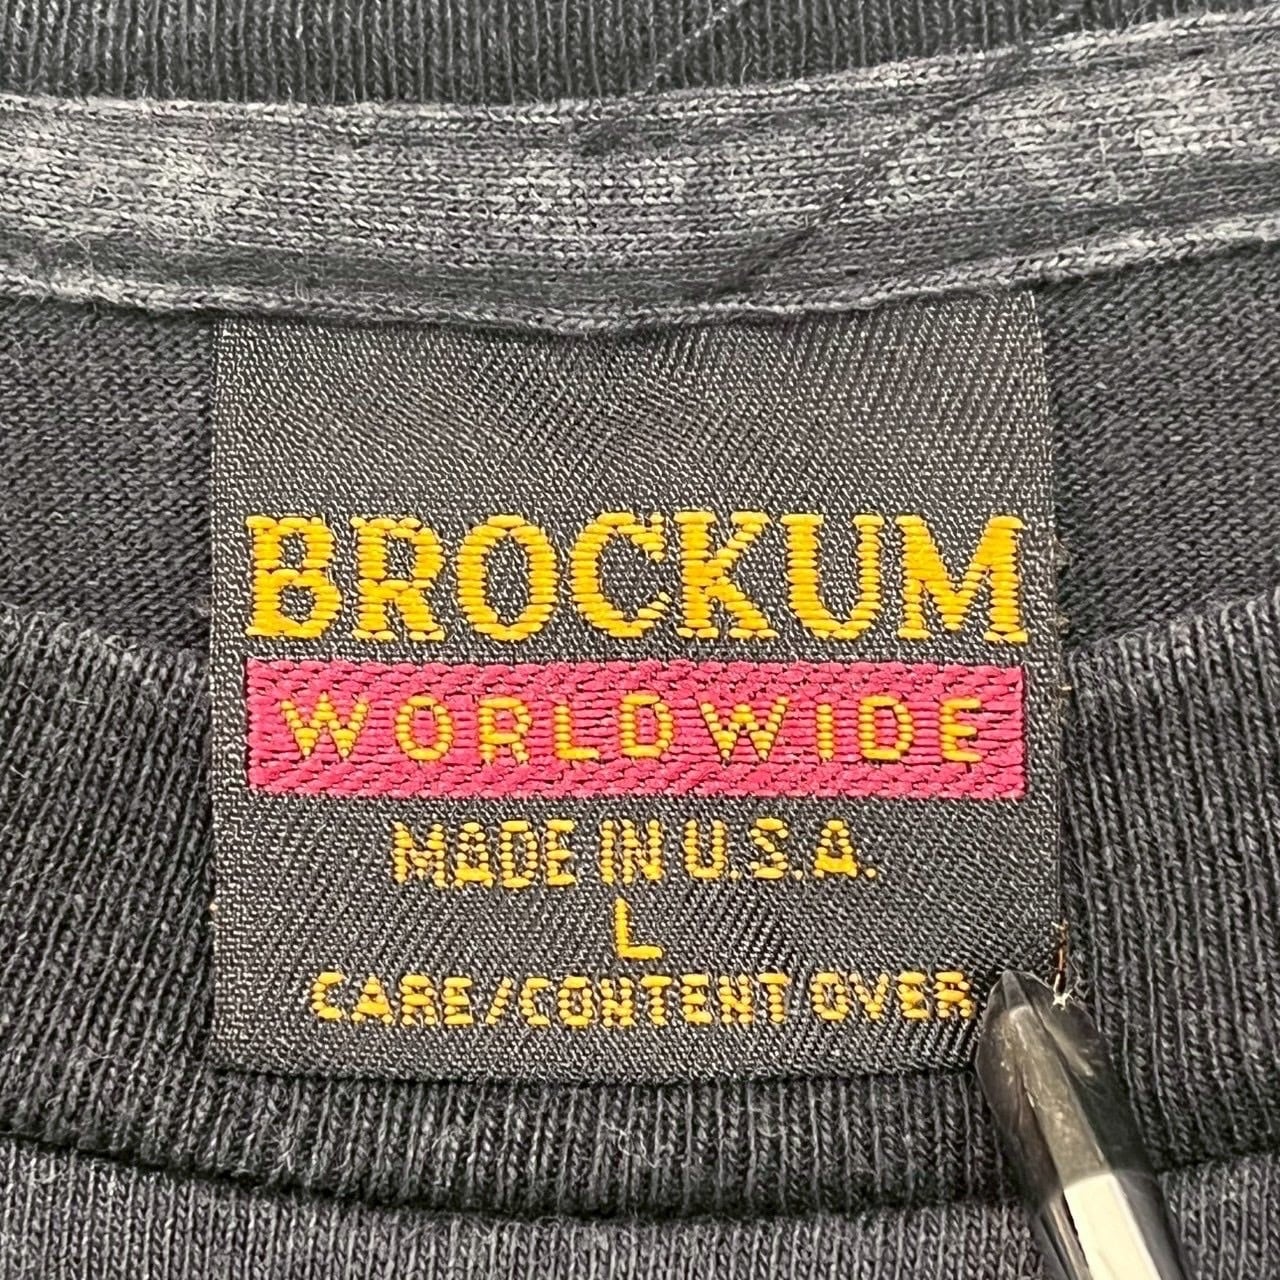 BROCKUM
WORLDWIDE
MADE IN U.S.A.
L
CARE/CONTENT OVER